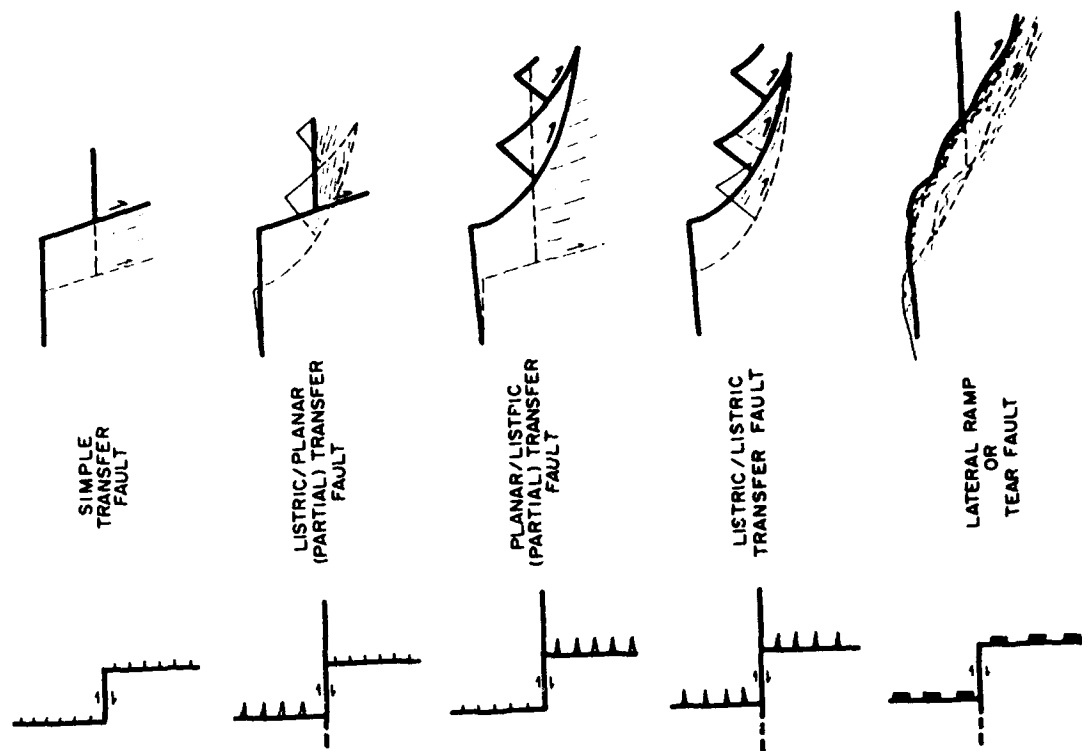 SIMPLE
TRANSFER
FAULT
LISTRIC/PLANAR
(PARTIAL) TRANSFER
FAULT
PLANAR/LISTPIC
(PARTIAL) TRANSFER
FAULT
LISTRIC/LISTRIC
TRANSFER FAULT
LATERAL RAMP
OR
TEAR FAULT